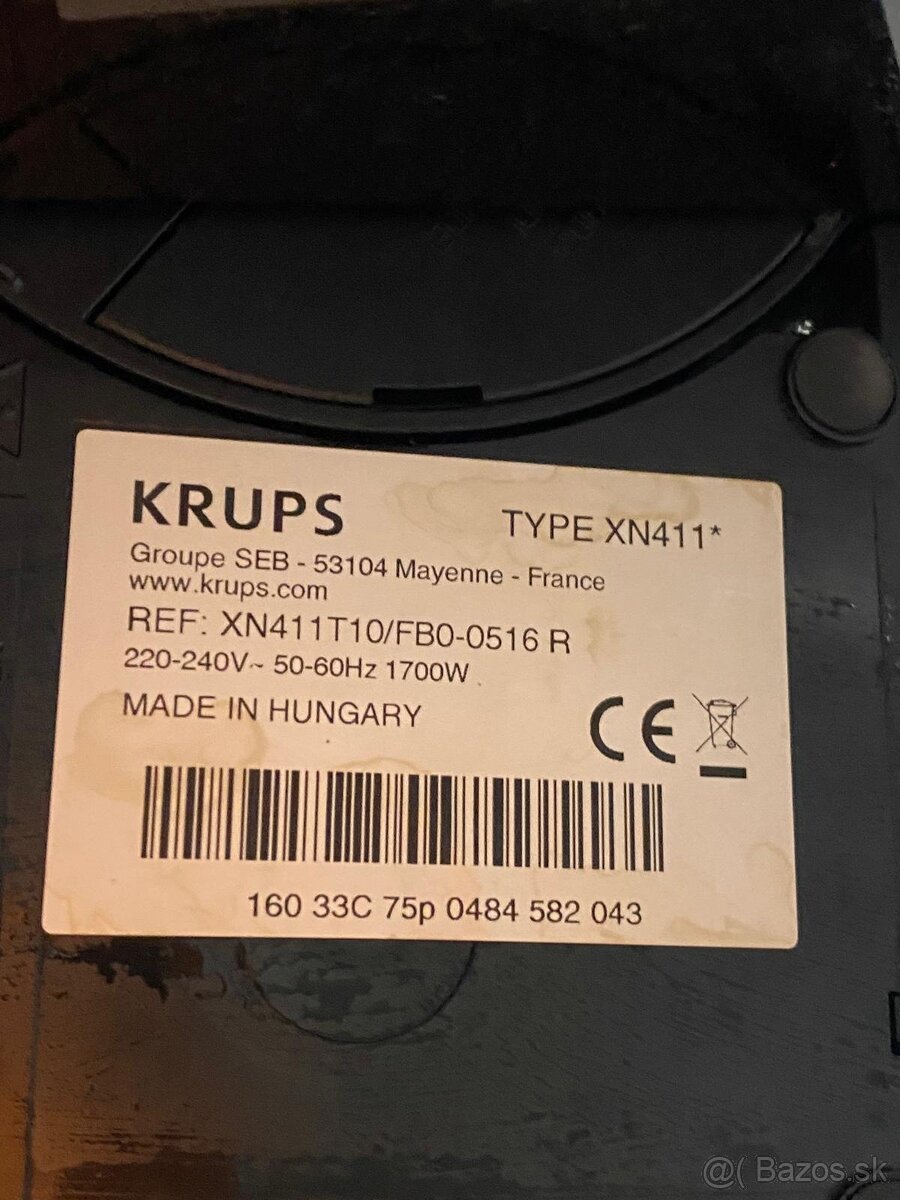 KRUPS
TYPE XN411*
Groupe SEB - 53104 Mayenne - France
www.krups.com
REF: XN411T10/FB0-0516 R
220-240V~ 50-60Hz 1700W
MADE IN HUNGARY
CE
160 33C 75p 0484 582 043
@( Bazos.sk